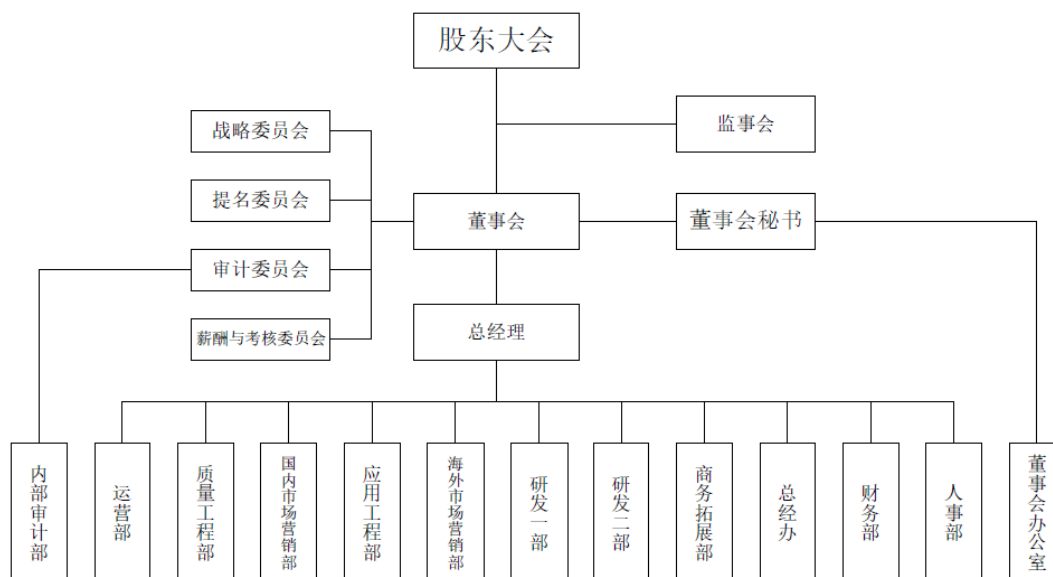 股东大会
监事会
战略委员会
提名委员会
董事会
董事会秘书
审计委员会
总经理
薪酬与考核委员会
内部审计部
运营部
质量工程部
国内市场营销部
应用工程部
海外市场营销部
研发一部
研发二部
商务拓展部
总经办
财务部
人事部
董事会办公室